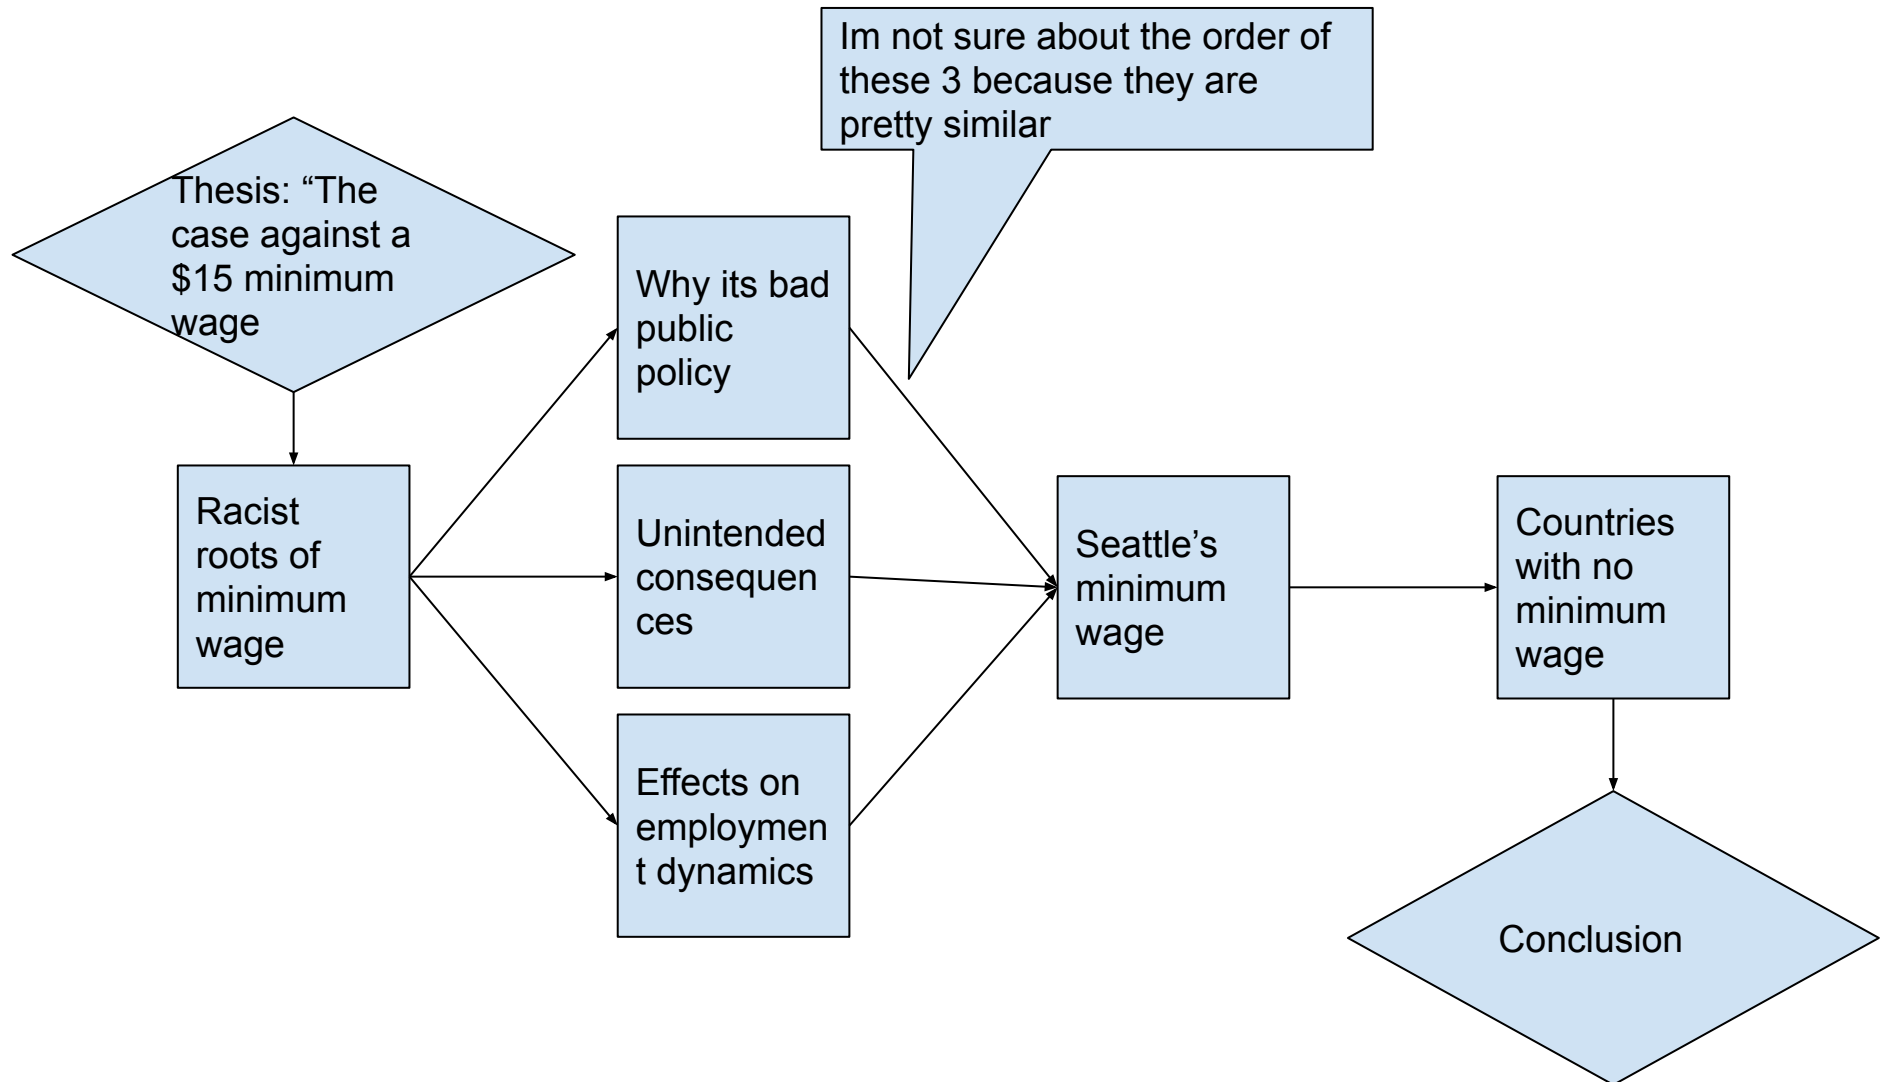 Im not sure about the order of
these 3 because they are
pretty similar
Thesis: “The
case against a
$15 minimum
wage
Racist
roots of
minimum
wage
Why its bad
public
policy
Unintended
consequen
ces
Effects on
employmen
t dynamics
Seattle’s
minimum
wage
Countries
with no
minimum
wage
Conclusion